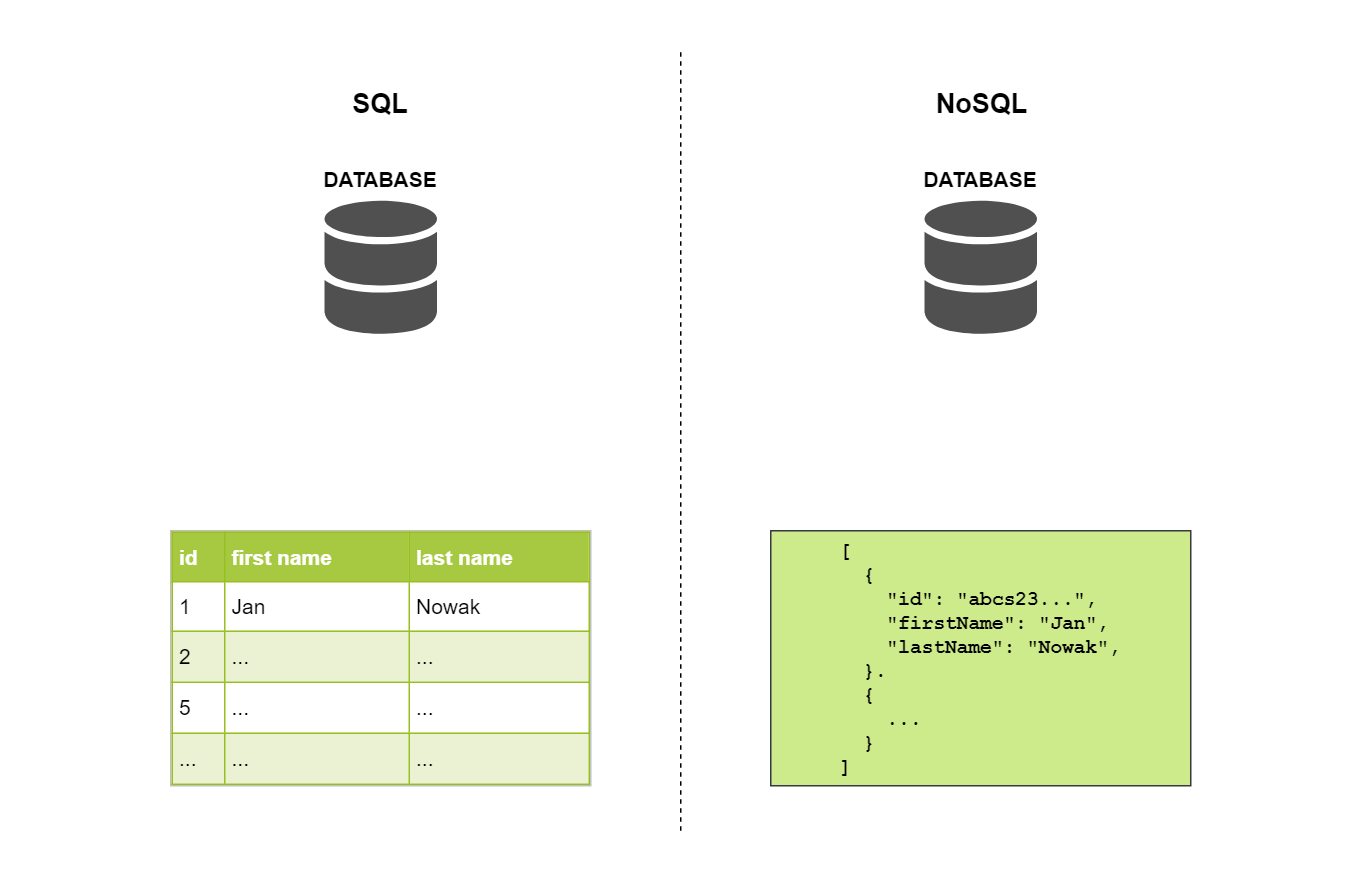 SQL
DATABASE
id first name last name
1 Jan Nowak
2 ... ...
5 ... ...
... ... ...
NoSQL
DATABASE
[
{
"id": "abcs23...",
"firstName": "Jan",
"lastName": "Nowak",
}.
{
...
}
]